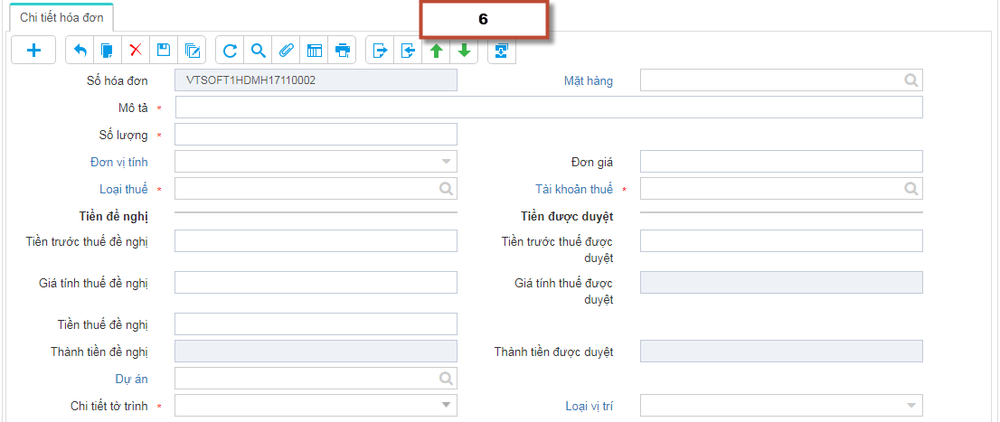 Chi tiết hóa đơn
6
Số hóa đơn VTSOFT1HDMH17110002 Mặt hàng
Mô tả *
Số lượng *
Đơn vị tính Đơn giá
Loại thuế * Tài khoản thuế *
Tiền đề nghị Tiền được duyệt
Tiền trước thuế đề nghị Tiền trước thuế được
duyệt
Giá tính thuế đề nghị Giá tính thuế được
duyệt
Tiền thuế đề nghị
Thành tiền đề nghị Thành tiền được duyệt
Dự án
Chi tiết tờ trình * Loại vị trí